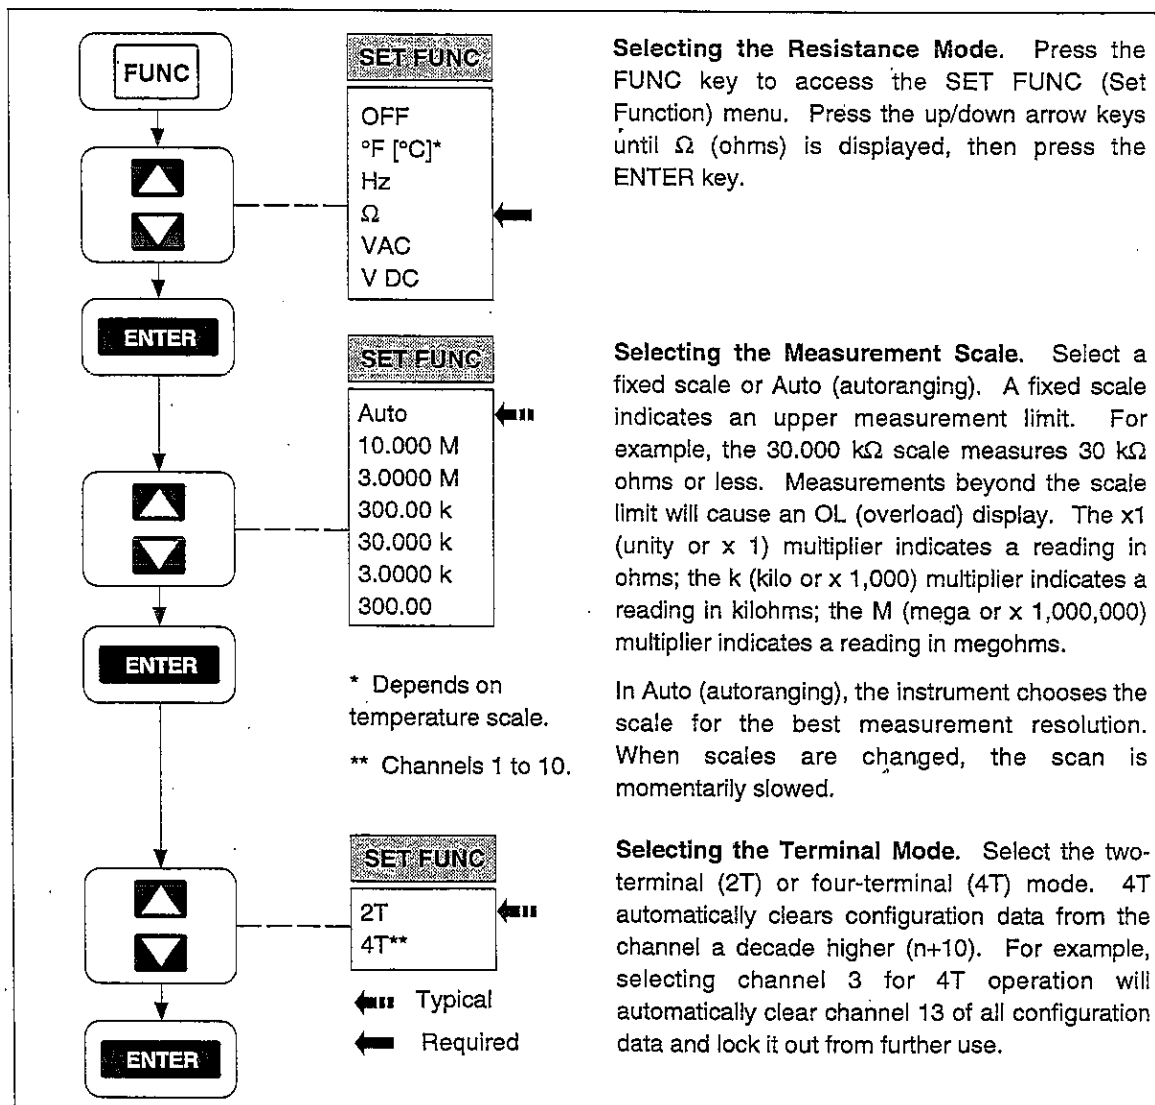 FUNC
ENTER
ENTER
ENTER
SET FUNC
OFF
°F [°C]*
Hz
Ω
VAC
V DC
SET FUNC
Auto
10.000 M
3.0000 M
300.00 k
30.000 k
3.0000 k
300.00
* Depends on
temperature scale.
** Channels 1 to 10.
SET FUNC
2T
4T**
Typical
Required
Selecting the Resistance Mode. Press the
FUNC key to access the SET FUNC (Set
Function) menu. Press the up/down arrow keys
until Ω (ohms) is displayed, then press the
ENTER key.
Selecting the Measurement Scale. Select a
fixed scale or Auto (autoranging). A fixed scale
indicates an upper measurement limit. For
example, the 30.000 kΩ scale measures 30 kΩ
ohms or less. Measurements beyond the scale
limit will cause an OL (overload) display. The x1
(unity or x 1) multiplier indicates a reading in
ohms; the k (kilo or x 1,000) multiplier indicates a
reading in kilohms; the M (mega or x 1,000,000)
multiplier indicates a reading in megohms.
In Auto (autoranging), the instrument chooses the
scale for the best measurement resolution.
When scales are changed, the scan is
momentarily slowed.
Selecting the Terminal Mode. Select the two-
terminal (2T) or four-terminal (4T) mode. 4T
automatically clears configuration data from the
channel a decade higher (n+10). For example,
selecting channel 3 for 4T operation will
automatically clear channel 13 of all configuration
data and lock it out from further use.